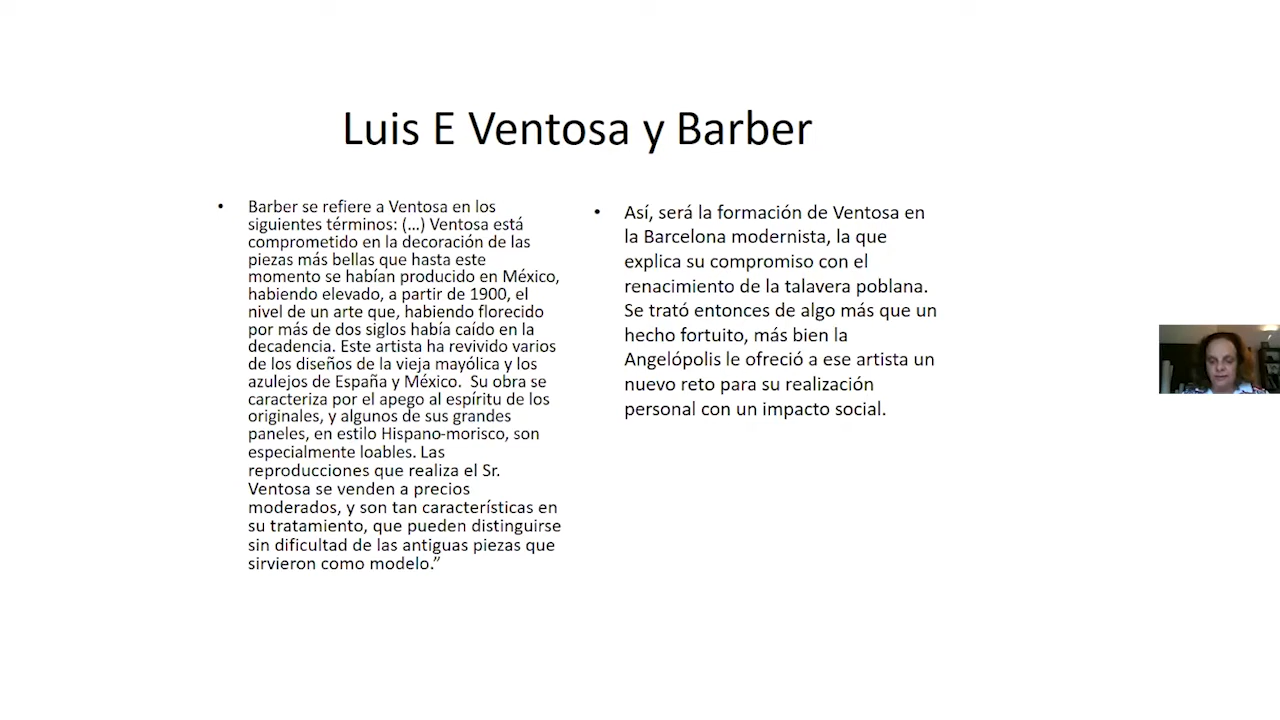 Luis E Ventosa y Barber
• Barber se refiere a Ventosa en los
siguientes términos: (…) Ventosa está
comprometido en la decoración de las
piezas más bellas que hasta este
momento se habían producido en México,
habiendo elevado, a partir de 1900, el
nivel de un arte que, habiendo florecido
por más de dos siglos había caído en la
decadencia. Este artista ha revivido varios
de los diseños de la vieja mayólica y los
azulejos de España y México.  Su obra se
caracteriza por el apego al espíritu de los
originales, y algunos de sus grandes
paneles, en estilo Hispano-morisco, son
especialmente loables. Las
reproducciones que realiza el Sr.
Ventosa se venden a precios
moderados, y son tan características en
su tratamiento, que pueden distinguirse
sin dificultad de las antiguas piezas que
sirvieron como modelo.”
• Así, será la formación de Ventosa en
la Barcelona modernista, la que
explica su compromiso con el
renacimiento de la talavera poblana.
Se trató entonces de algo más que un
hecho fortuito, más bien la
Angelópolis le ofreció a ese artista un
nuevo reto para su realización
personal con un impacto social.